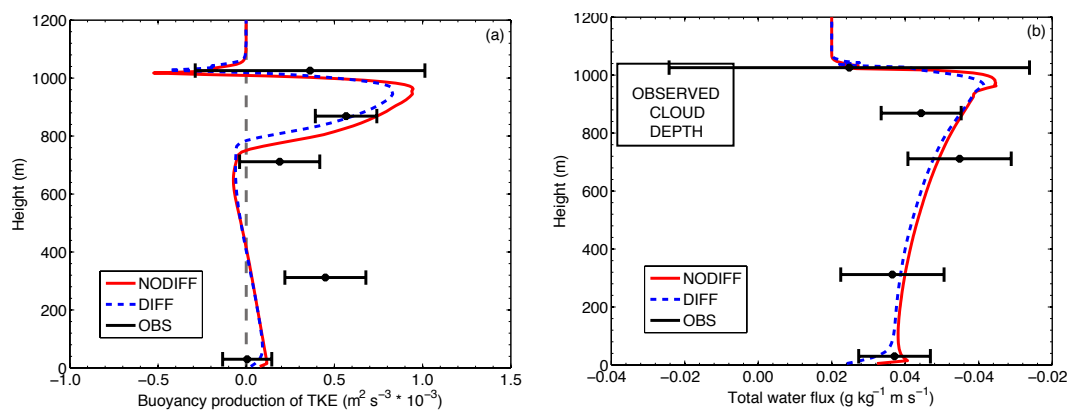 1200
1000
800
600
400
200
0
Height (m)
(a)
NODIFF
DIFF
OBS
−1.0 −0.5 0.0 0.5 1.0 1.5
Buoyancy production of TKE (m² s⁻³ * 10⁻³)
1200
1000
800
600
400
200
0
Height (m)
(b)
OBSERVED
CLOUD
DEPTH
NODIFF
DIFF
OBS
−0.04 −0.02 0.00 0.02 0.04 −0.04 −0.02
Total water flux (g kg⁻¹ m s⁻¹)